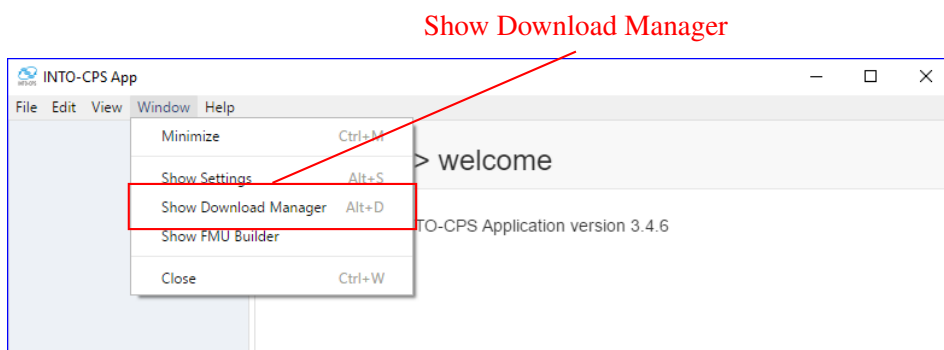 Show Download Manager
INTO-CPS App
File Edit View Window Help
Minimize Ctrl+M
> welcome
Show Settings Alt+S
Show Download Manager Alt+D
TO-CPS Application version 3.4.6
Show FMU Builder
Close Ctrl+W